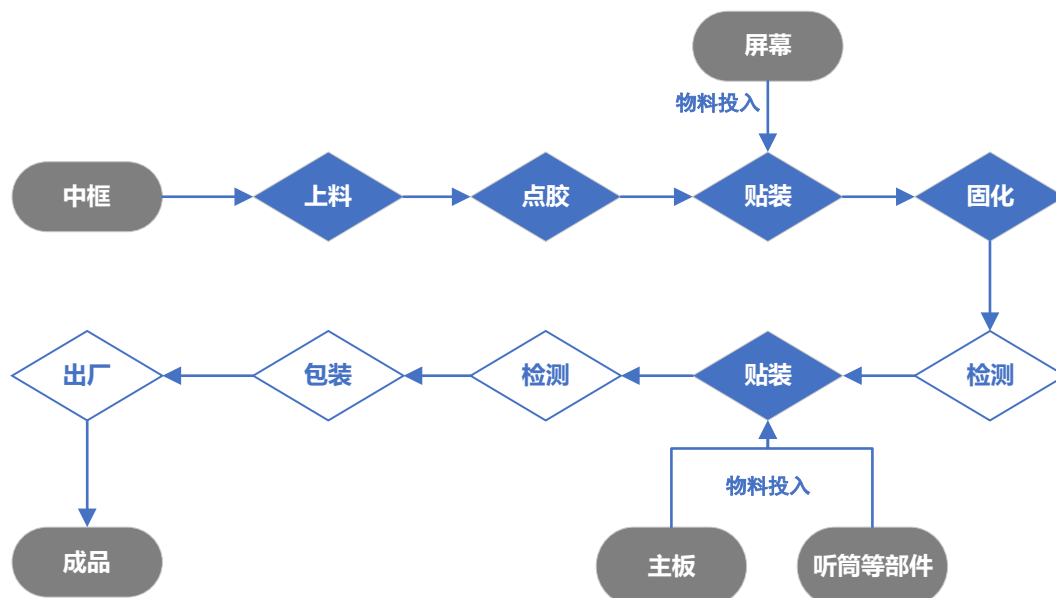 屏幕
物料投入
中框
上料
点胶
贴装
固化
出厂
包装
检测
贴装
检测
物料投入
成品
主板
听筒等部件